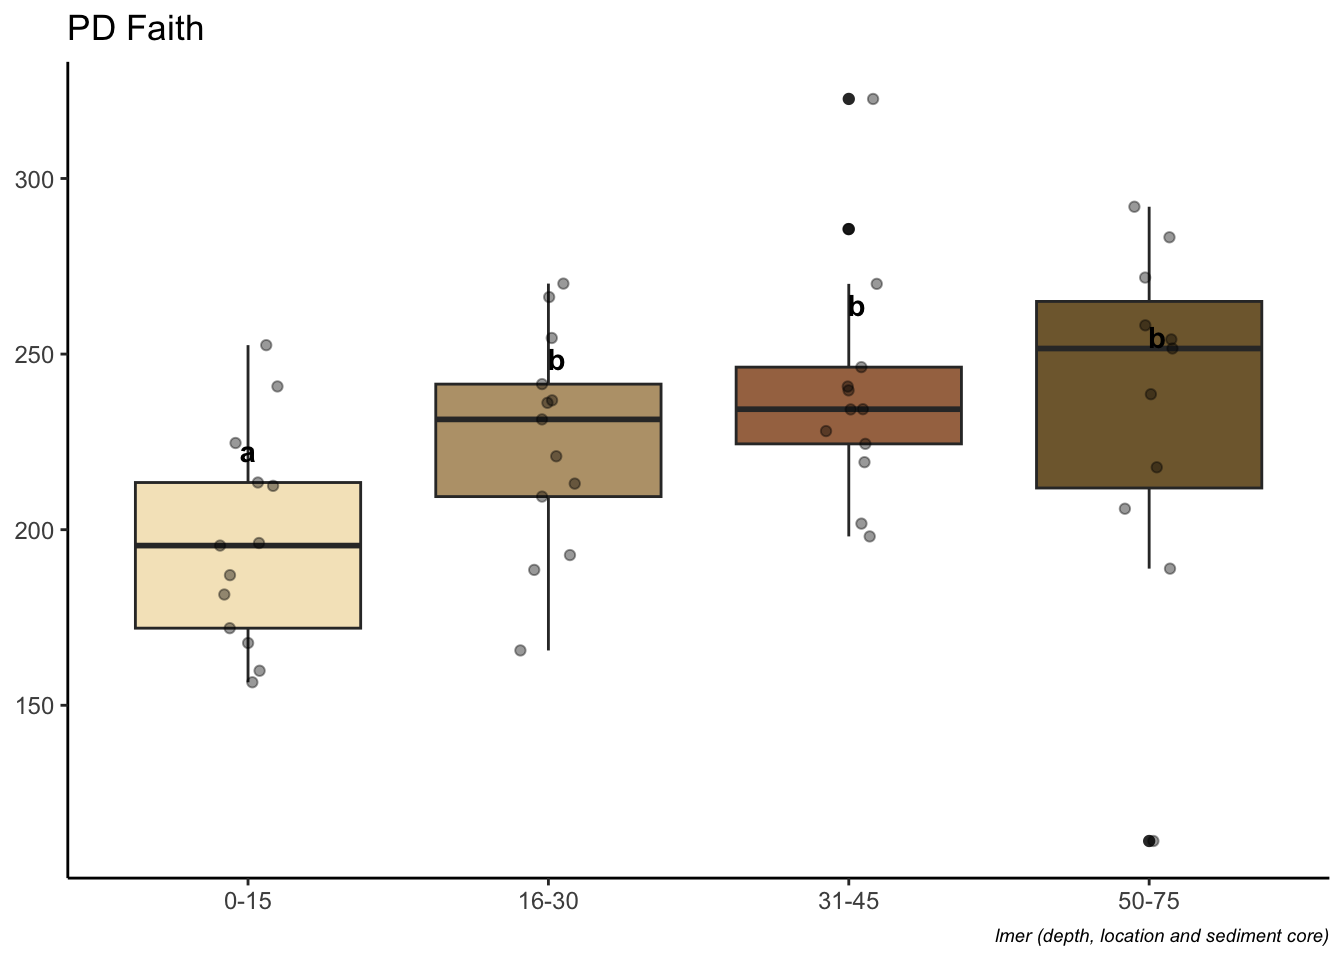 PD Faith
300
250
200
150
a
b
b
b
0-15 16-30 31-45 50-75
lmer (depth, location and sediment core)